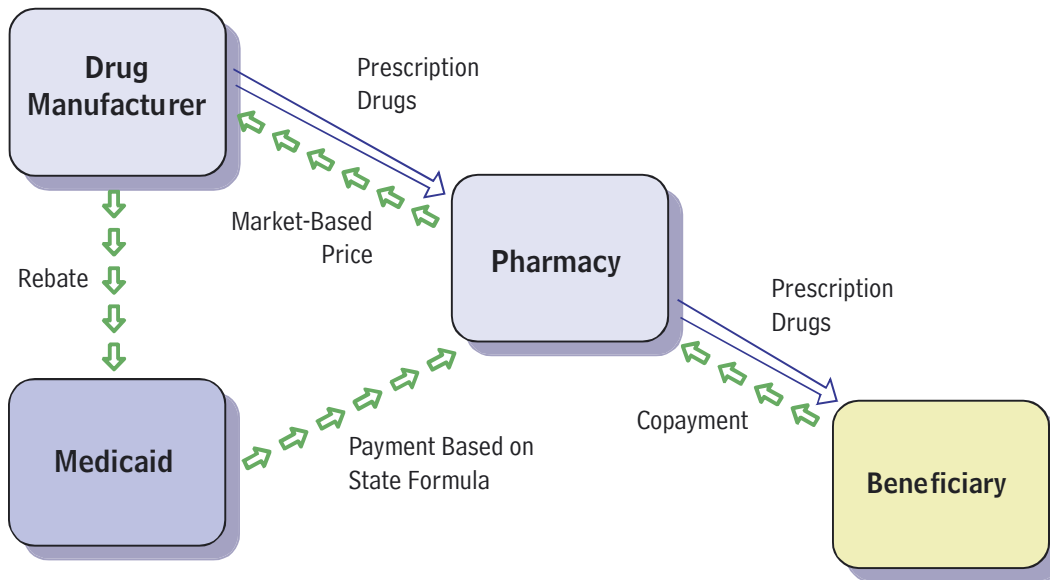 Drug
Manufacturer
Prescription
Drugs
Market-Based
Price
Rebate
Pharmacy
Prescription
Drugs
Copayment
Medicaid
Payment Based on
State Formula
Beneficiary